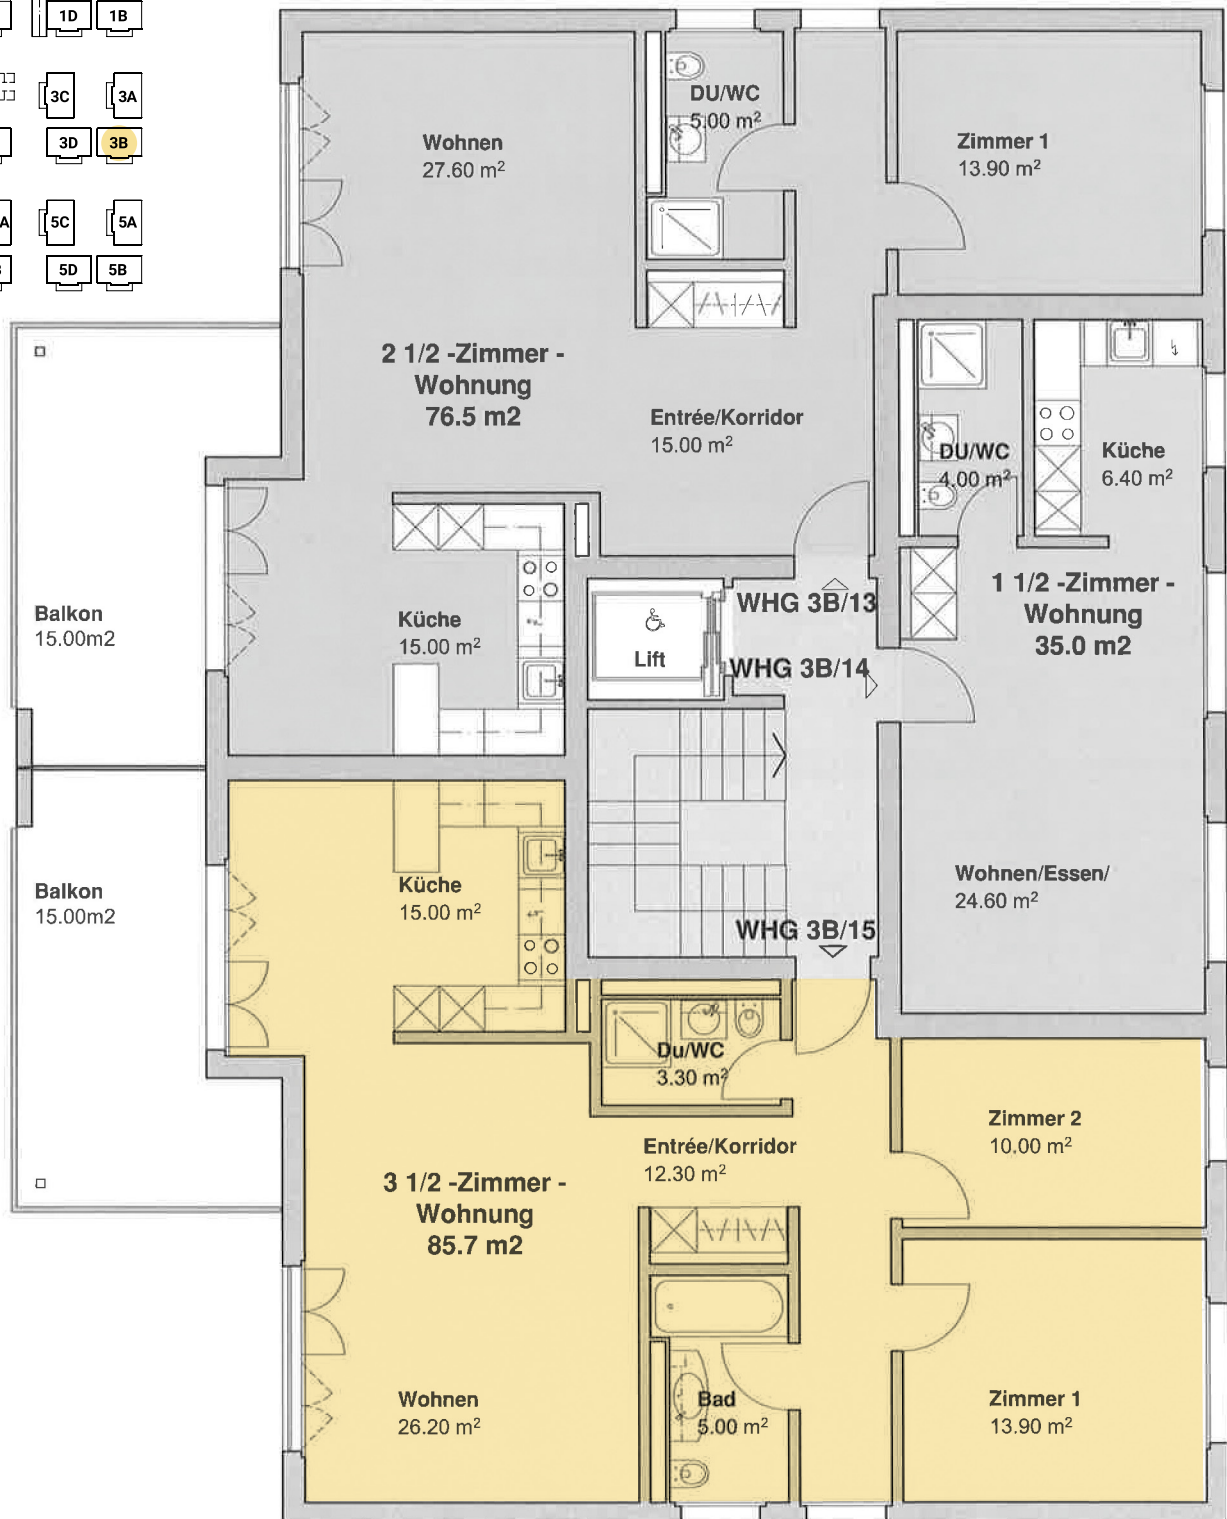 1D 1B
3C 3A
3D 3B
A 5C 5A
5D 5B
Wohnen
27.60 m²
DU/WC
5.00 m²
Zimmer 1
13.90 m²
2 1/2 -Zimmer -
Wohnung
76.5 m2
Entrée/Korridor
15.00 m²
DU/WC
4.00 m²
Küche
6.40 m²
Balkon
15.00m2
Küche
15.00 m²
Lift
WHG 3B/13
WHG 3B/14
1 1/2 -Zimmer -
Wohnung
35.0 m2
Balkon
15.00m2
Küche
15.00 m²
WHG 3B/15
Wohnen/Essen/
24.60 m²
Du/WC
3.30 m²
Entrée/Korridor
12.30 m²
Zimmer 2
10.00 m²
3 1/2 -Zimmer -
Wohnung
85.7 m2
Wohnen
26.20 m²
Bad
5.00 m²
Zimmer 1
13.90 m²